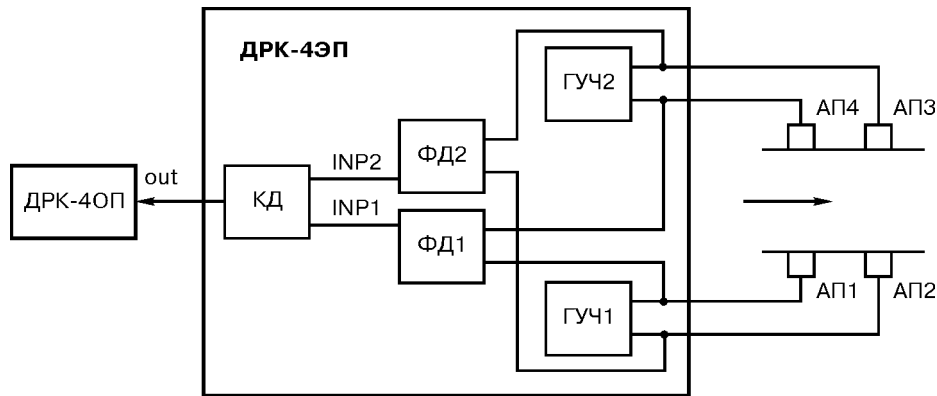 ДРК-4ЭП
ГУЧ2
АП4
АП3
INP2
ФД2
ДРК-4ОП
out
КД
INP1
ФД1
ГУЧ1
АП1
АП2